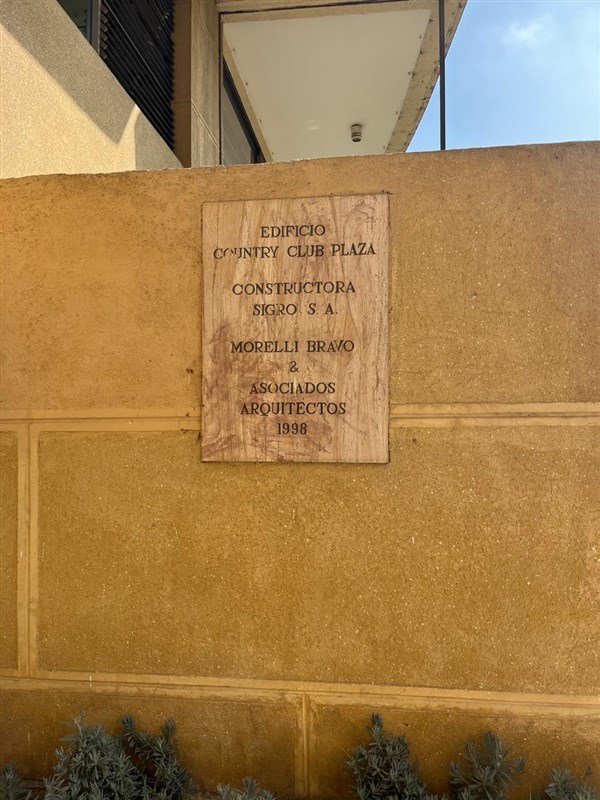 EDIFICIO
COUNTRY CLUB PLAZA
CONSTRUCTORA
SIGRO S. A.
MORELLI BRAVO
&
ASOCIADOS
ARQUITECTOS
1998